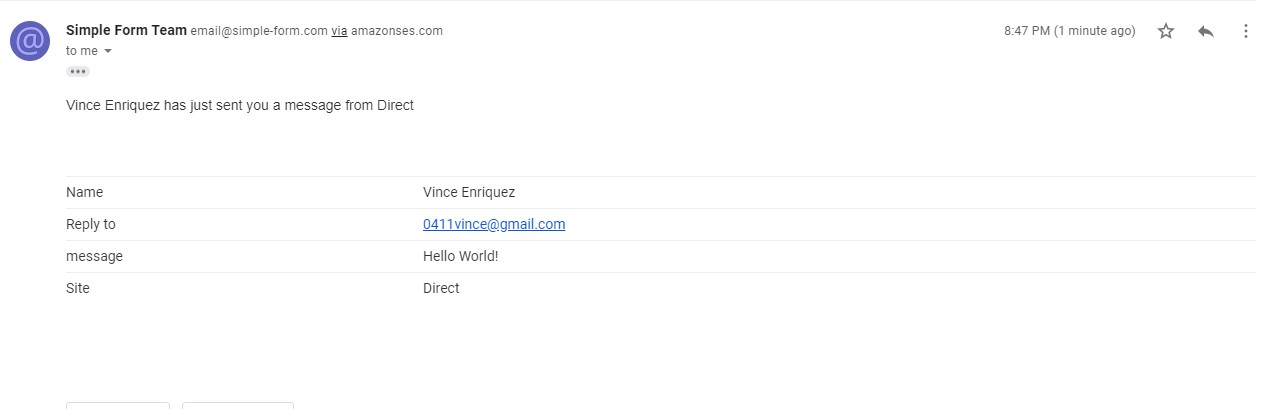 Simple Form Team email@simple-form.com via amazonses.com 8:47 PM (1 minute ago)
to me
Vince Enriquez has just sent you a message from Direct
Name Vince Enriquez
Reply to 0411vince@gmail.com
message Hello World!
Site Direct